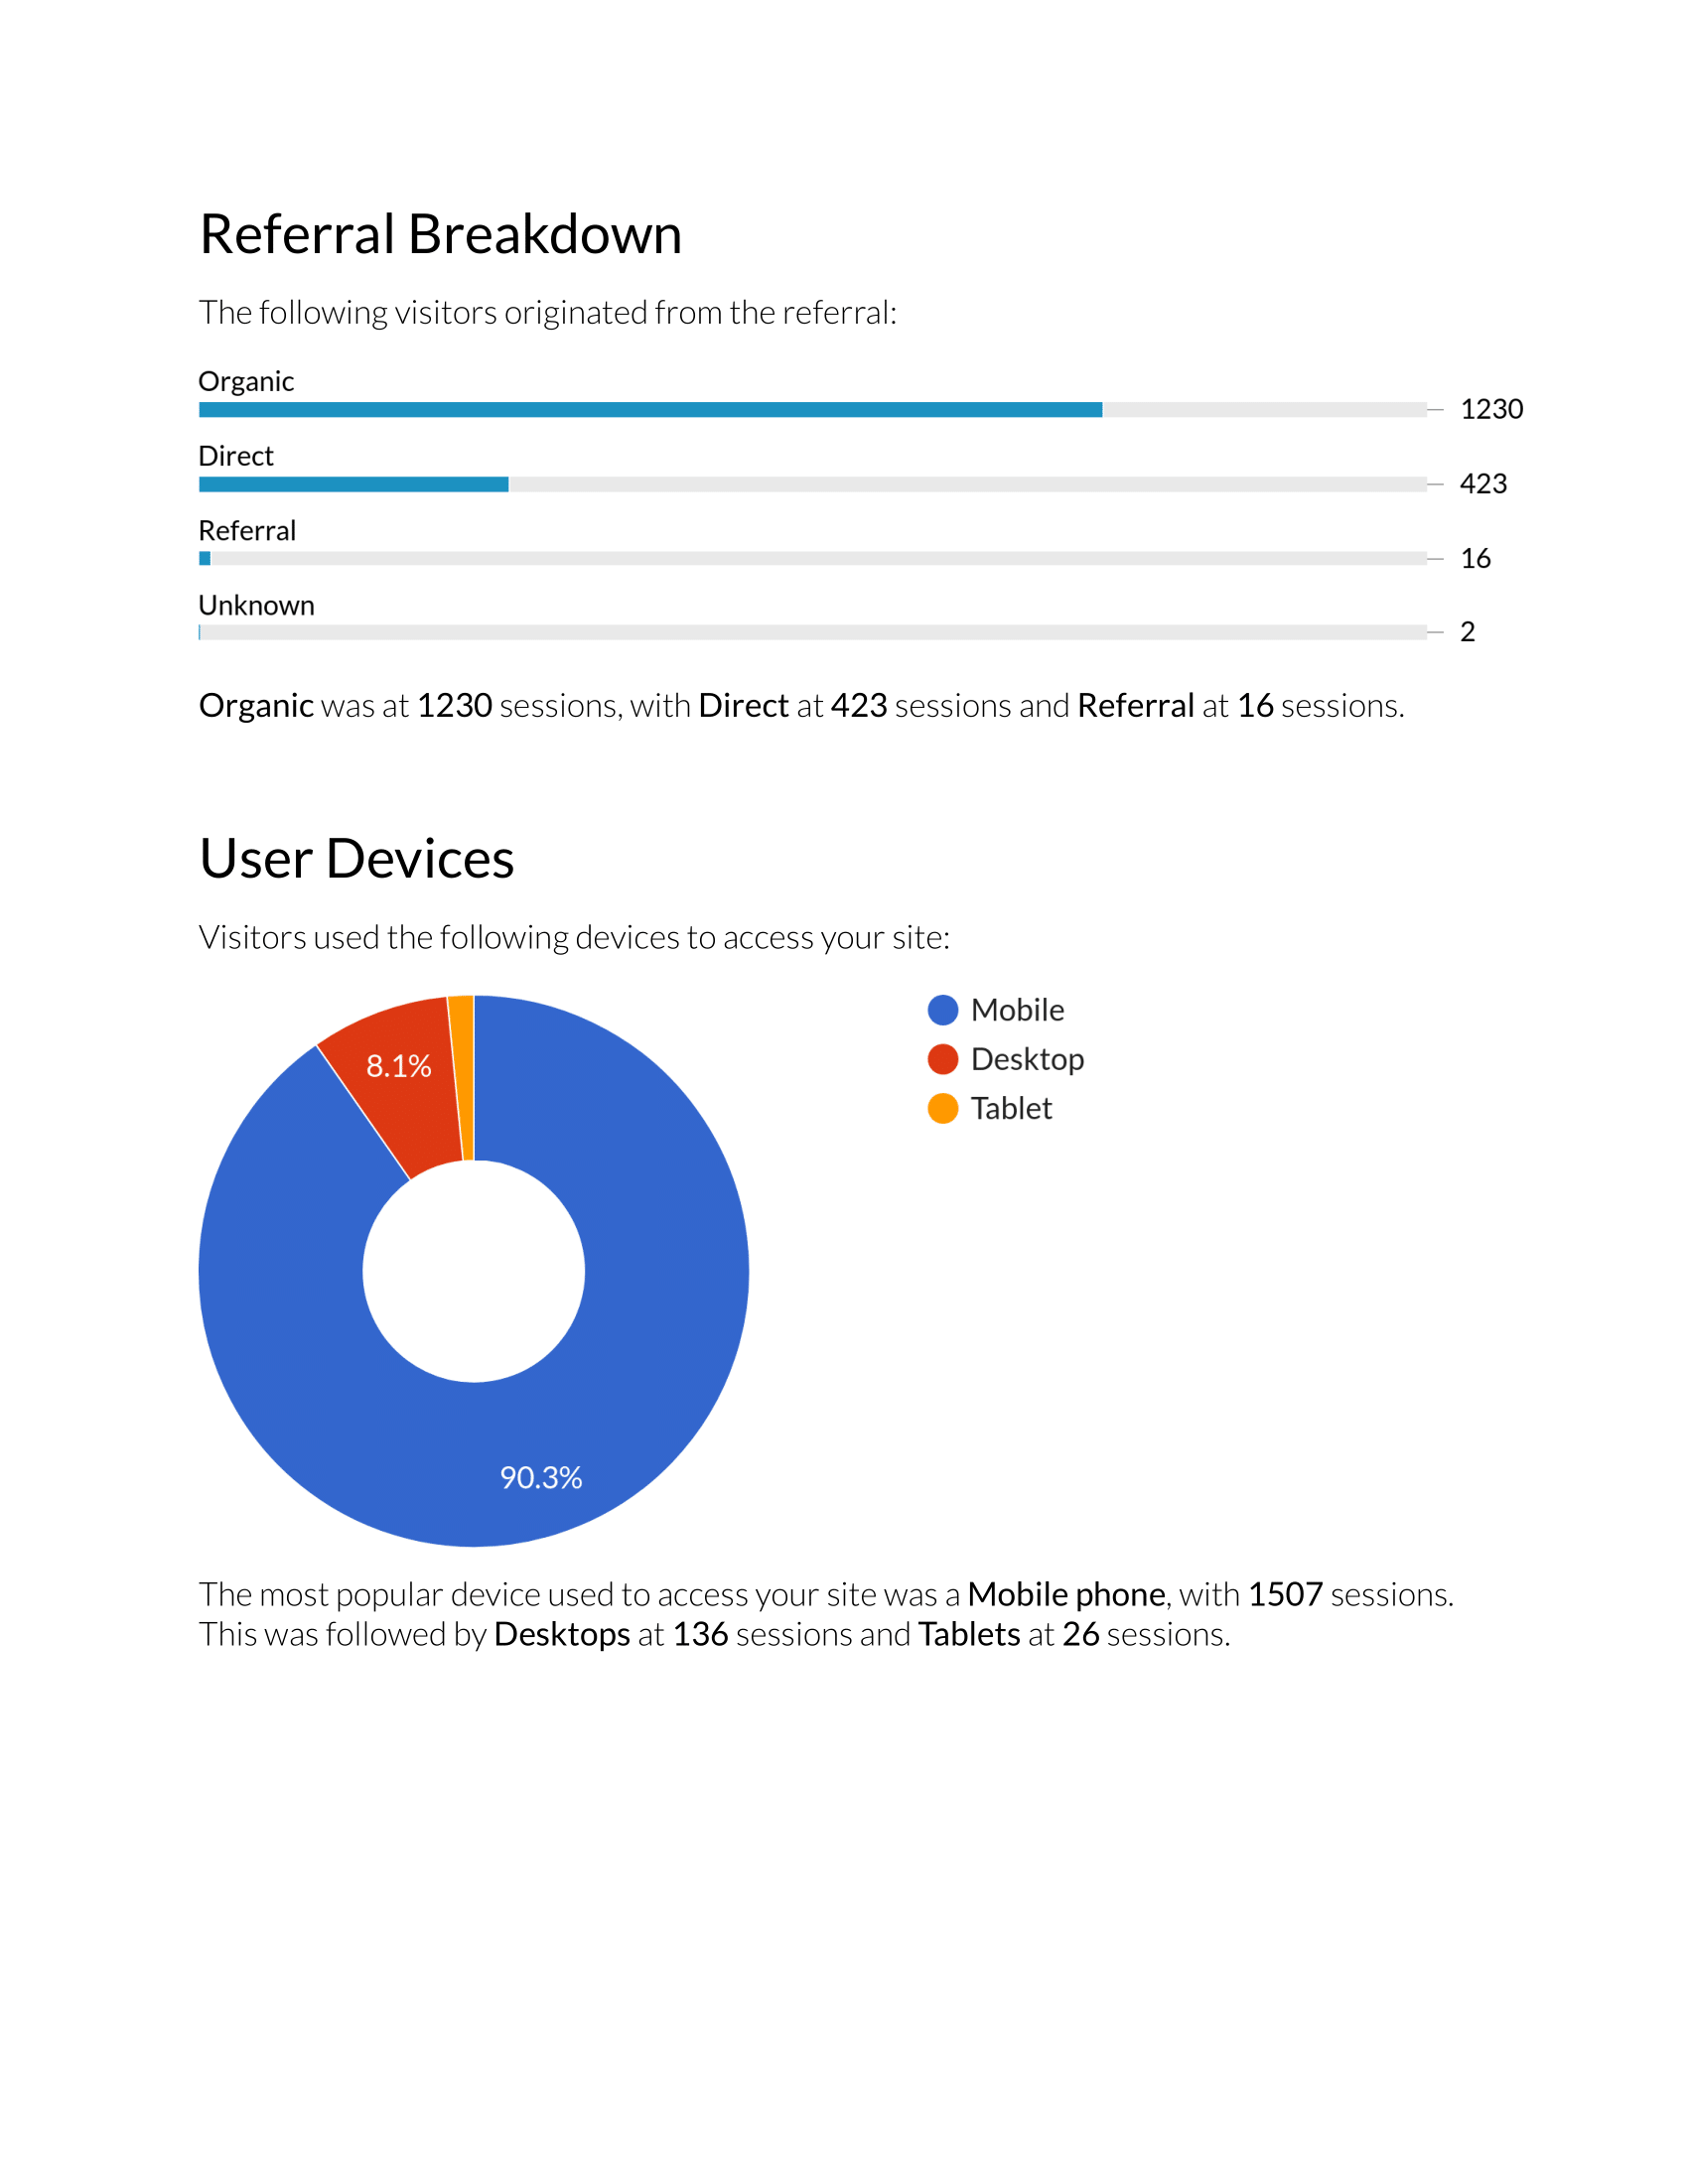 Referral Breakdown
The following visitors originated from the referral:
Organic
1230
Direct
423
Referral
16
Unknown
2
Organic was at 1230 sessions, with Direct at 423 sessions and Referral at 16 sessions.
User Devices
Visitors used the following devices to access your site:
Mobile
Desktop
Tablet
8.1%
90.3%
The most popular device used to access your site was a Mobile phone, with 1507 sessions.
This was followed by Desktops at 136 sessions and Tablets at 26 sessions.